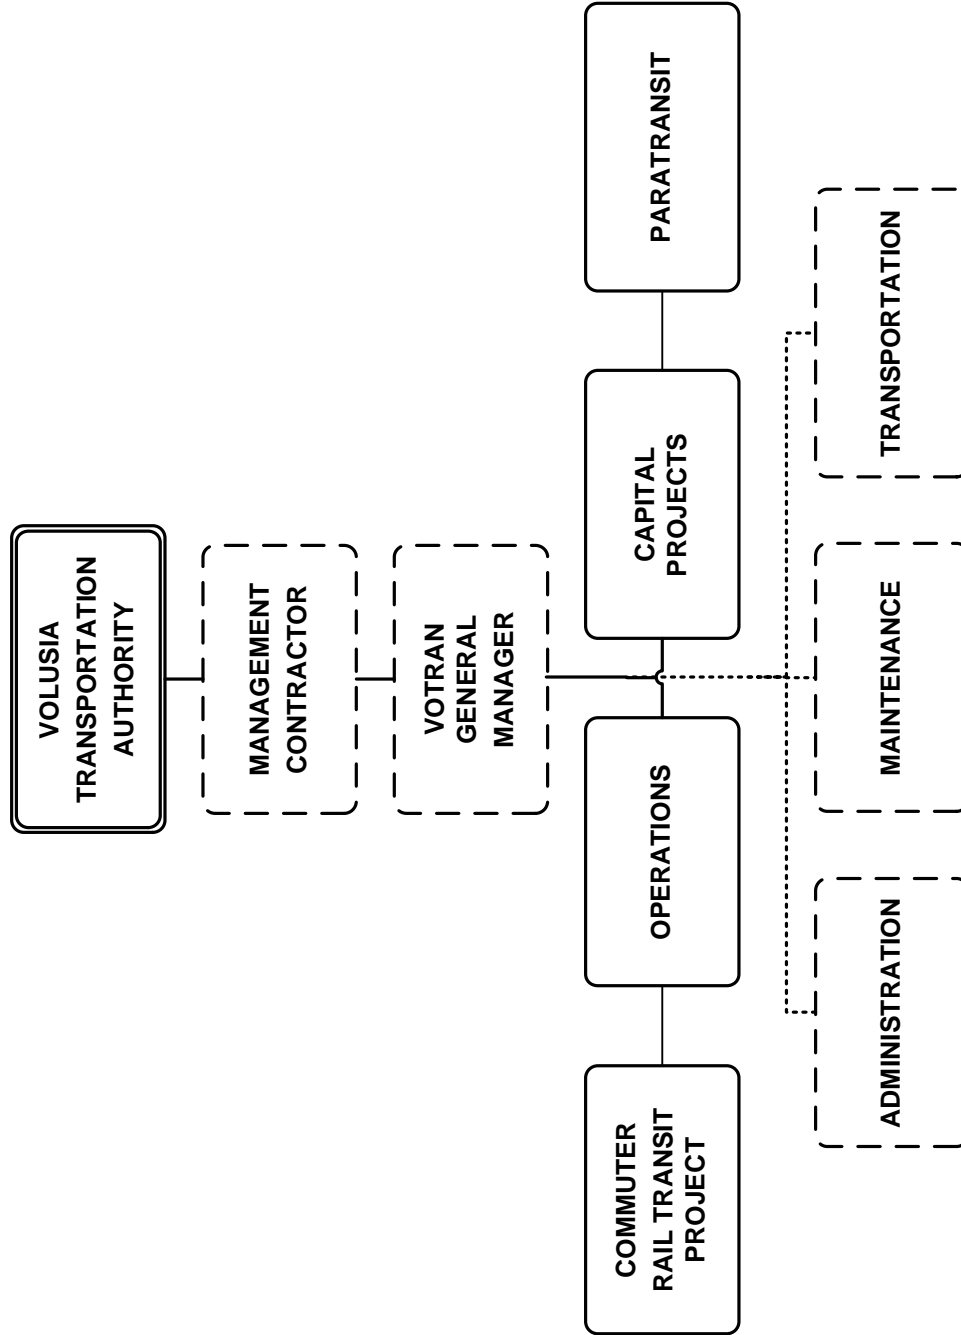 VOLUSIA
TRANSPORTATION
AUTHORITY
MANAGEMENT
CONTRACTOR
VOTRAN
GENERAL
MANAGER
COMMUTER
RAIL TRANSIT
PROJECT
OPERATIONS
CAPITAL
PROJECTS
PARATRANSIT
ADMINISTRATION
MAINTENANCE
TRANSPORTATION